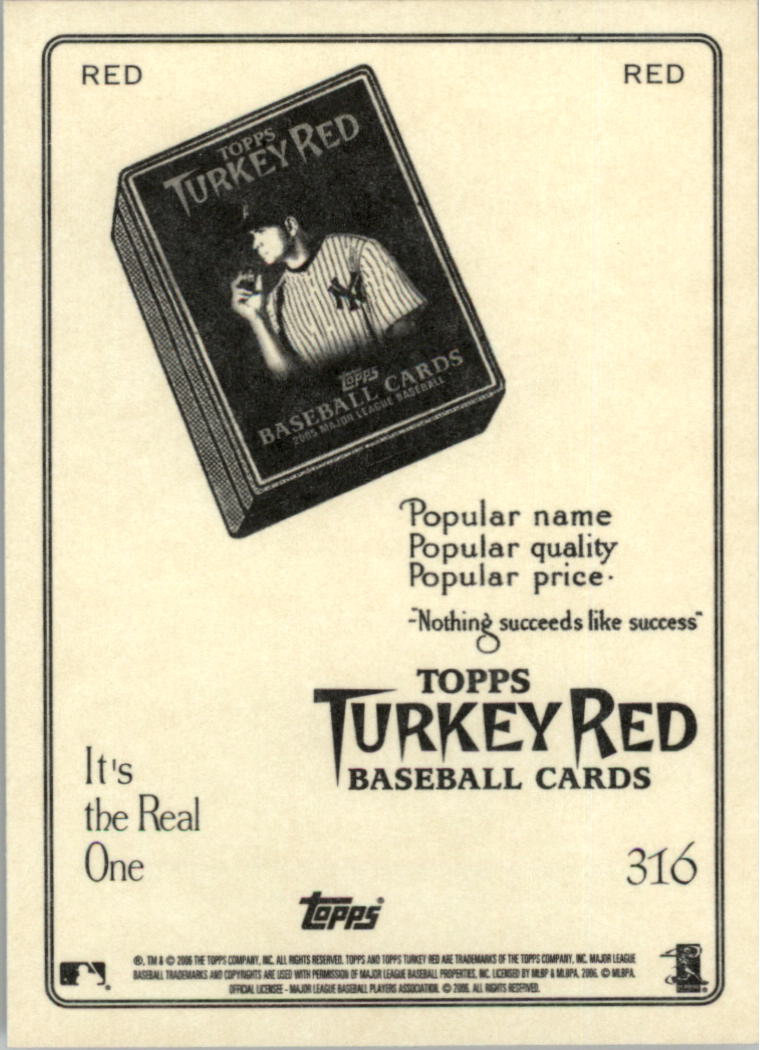 RED
RED
TOPPS
TURKEY RED
NY
topps
BASEBALL CARDS
2005 MAJOR LEAGUE BASEBALL
Popular name
Popular quality
Popular price.
"Nothing succeeds like success"
TOPPS
TURKEY RED
BASEBALL CARDS
It's
the Real
One
316
topps®
®, TM & © 2006 THE TOPPS COMPANY, INC. ALL RIGHTS RESERVED. TOPPS AND TOPPS TURKEY RED ARE TRADEMARKS OF THE TOPPS COMPANY, INC. MAJOR LEAGUE
BASEBALL TRADEMARKS AND COPYRIGHTS ARE USED WITH PERMISSION OF MAJOR LEAGUE BASEBALL PROPERTIES, INC. LICENSED BY MLBP & MLBPA, 2006. © MLBPA.
OFFICIAL LICENSEE - MAJOR LEAGUE BASEBALL PLAYERS ASSOCIATION. © 2006. ALL RIGHTS RESERVED.